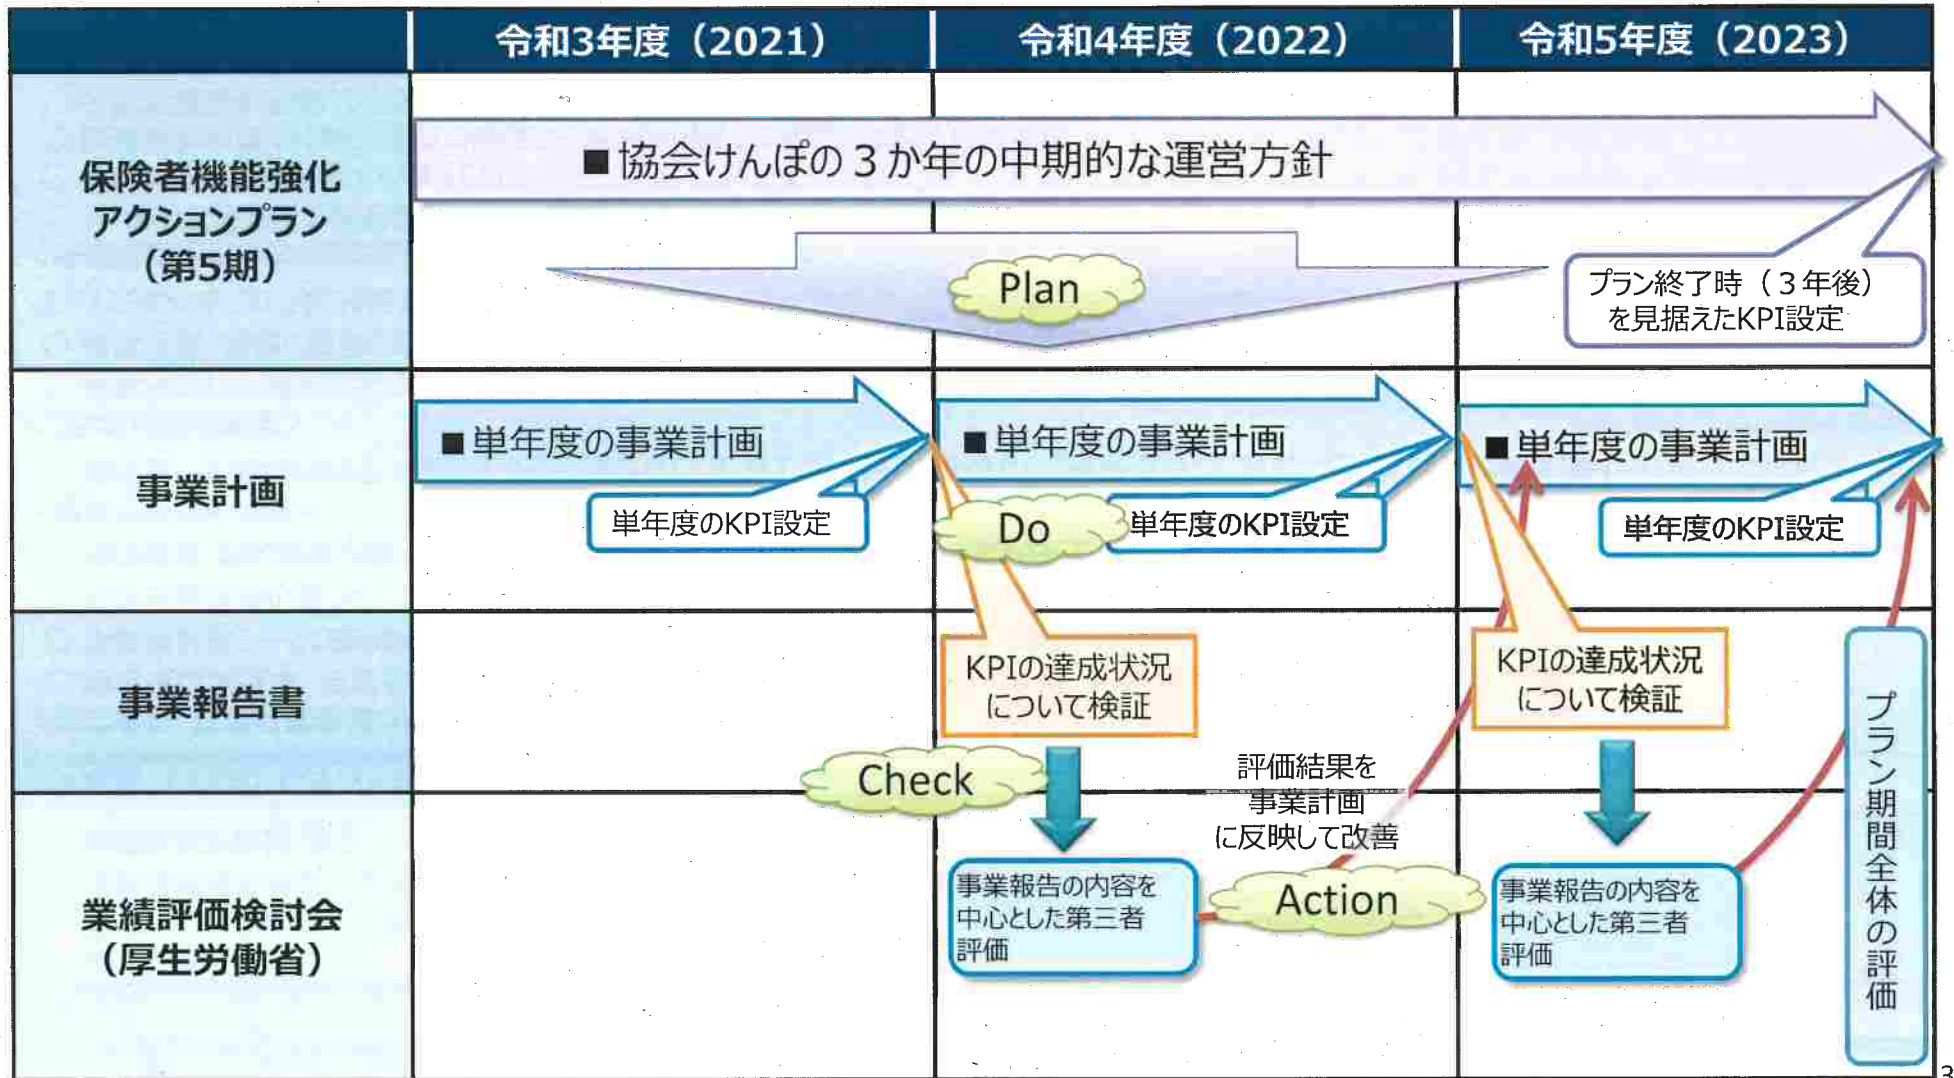 令和3年度（2021）
令和4年度（2022）
令和5年度（2023）
保険者機能強化
アクションプラン
（第5期）
■協会けんぽの３か年の中期的な運営方針
Plan
プラン終了時（３年後）
を見据えたKPI設定
事業計画
■単年度の事業計画
単年度のKPI設定
■単年度の事業計画
Do
単年度のKPI設定
■単年度の事業計画
単年度のKPI設定
事業報告書
KPIの達成状況
について検証
KPIの達成状況
について検証
Check
評価結果を
事業計画
に反映して改善
プラン期間全体の評価
業績評価検討会
（厚生労働省）
事業報告の内容を
中心とした第三者
評価
Action
事業報告の内容を
中心とした第三者
評価
3